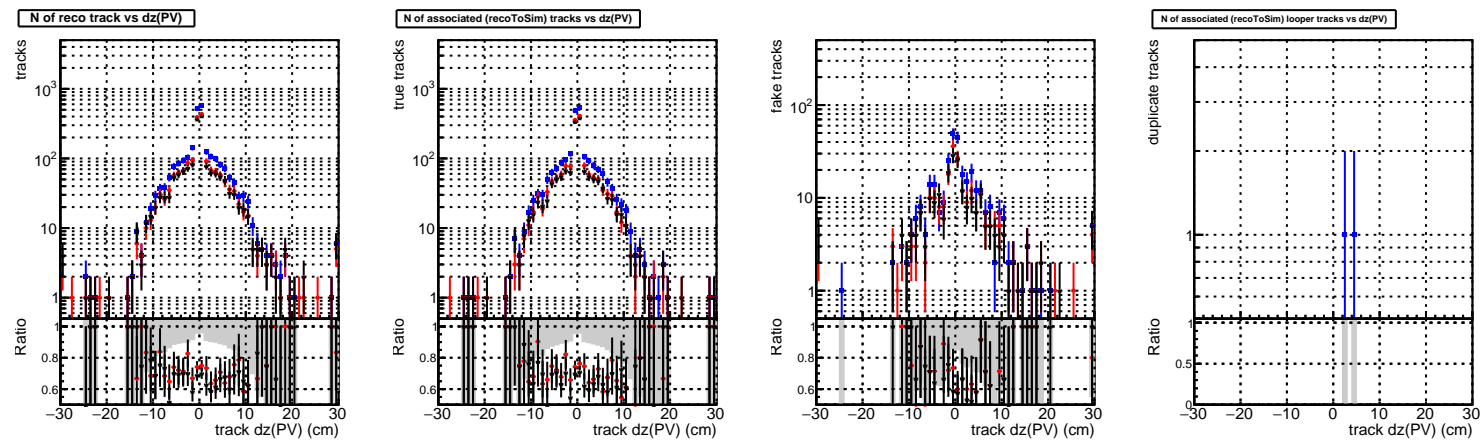 N of reco track vs dz(PV)
tracks
10³
10²
10
1
Ratio
1
0.8
0.6
−30 −20 −10 0 10 20 30
track dz(PV) (cm)
N of associated (recoToSim) tracks vs dz(PV)
true tracks
10³
10²
10
1
Ratio
1
0.8
0.6
−30 −20 −10 0 10 20 30
track dz(PV) (cm)
fake tracks
10²
10
1
Ratio
1
0.8
0.6
−30 −20 −10 0 10 20 30
track dz(PV) (cm)
N of associated (recoToSim) looper tracks vs dz(PV)
duplicate tracks
1
Ratio
1
0.5
0
−30 −20 −10 0 10 20 30
track dz(PV) (cm)